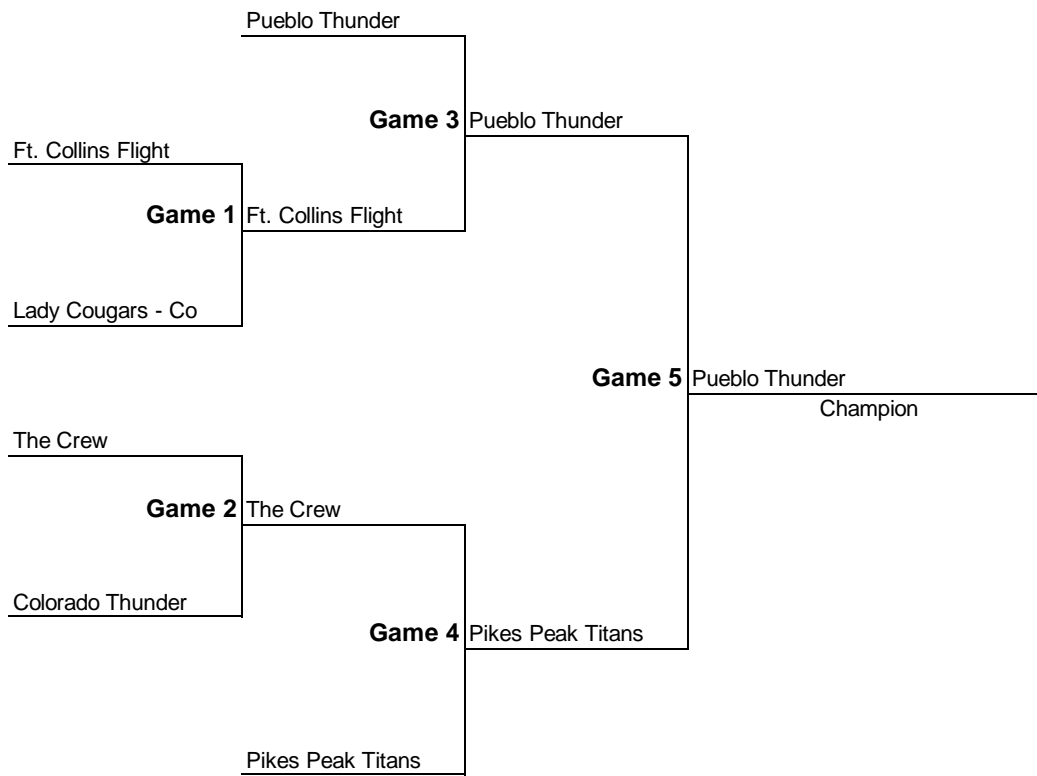 Pueblo Thunder
Game 3 Pueblo Thunder
Ft. Collins Flight
Game 1 Ft. Collins Flight
Lady Cougars - Co
Game 5 Pueblo Thunder
Champion
The Crew
Game 2 The Crew
Colorado Thunder
Game 4 Pikes Peak Titans
Pikes Peak Titans